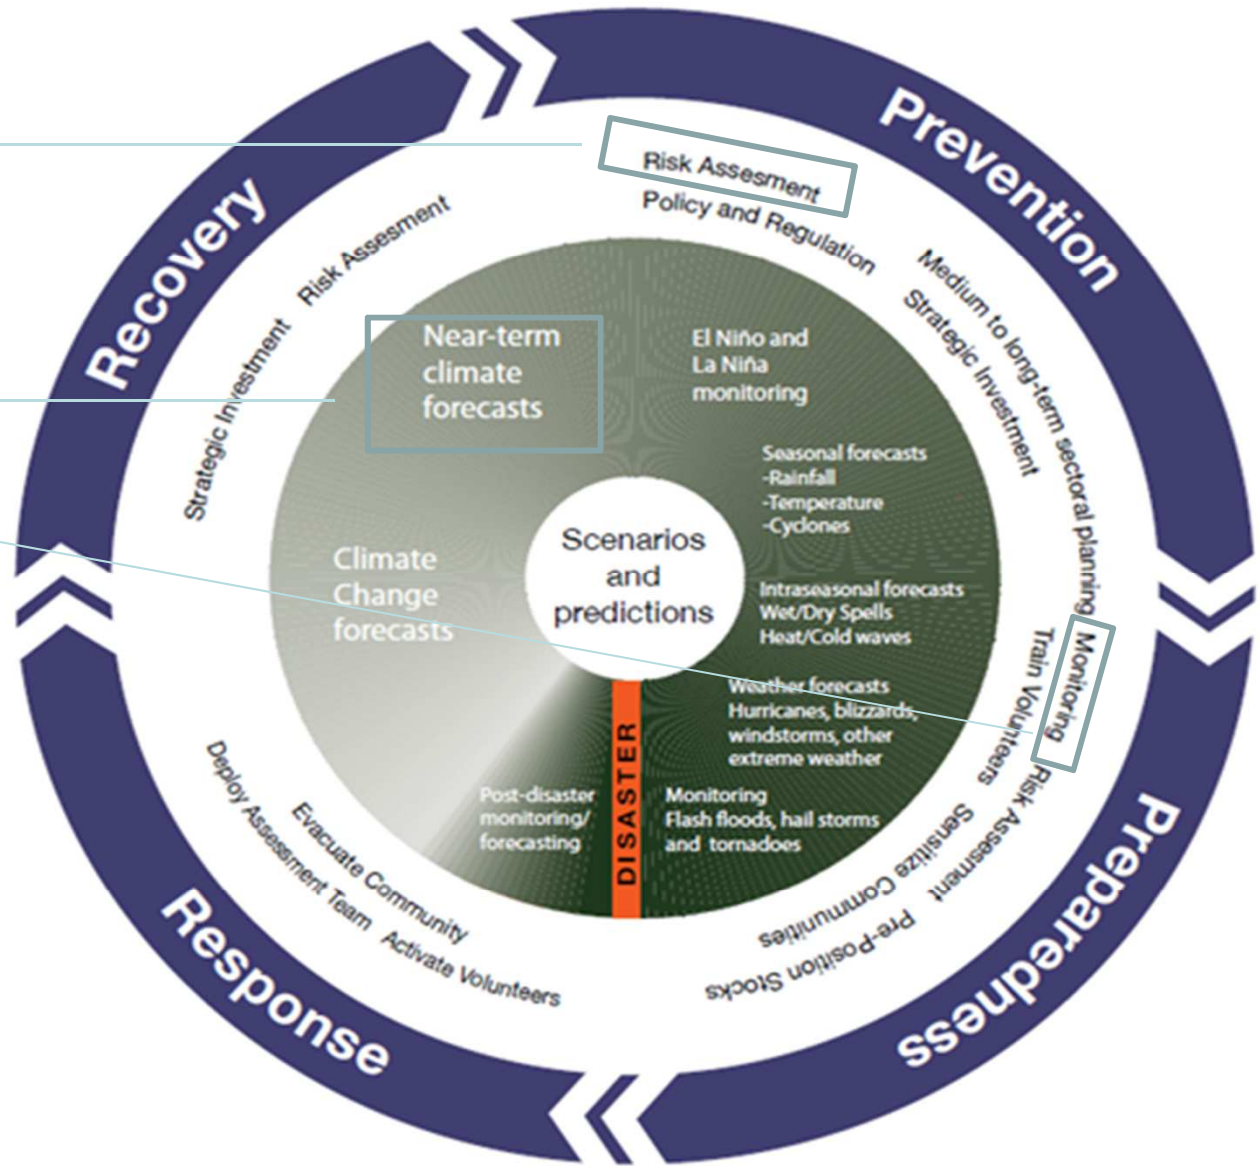 Prevention
Risk Assesment
Policy and Regulation
Medium to long-term sectoral planning
Strategic Investment
Preparedness
Monitoring
Train Volunteers
Risk Assesment
Sensitize Communities
Pre-Position Stocks
Response
Evacuate Community
Deploy Assessment Team
Activate Volunteers
Recovery
Risk Assesment
Strategic Investment
Near-term
climate
forecasts
El Niño and
La Niña
monitoring
Seasonal forecasts
-Rainfall
-Temperature
-Cyclones
Intraseasonal forecasts
Wet/Dry Spells
Heat/Cold waves
Weather forecasts
Hurricanes, blizzards,
windstorms, other
extreme weather
Monitoring
Flash floods, hail storms
and tornadoes
DISASTER
Post-disaster
monitoring/
forecasting
Climate
Change
forecasts
Scenarios
and
predictions